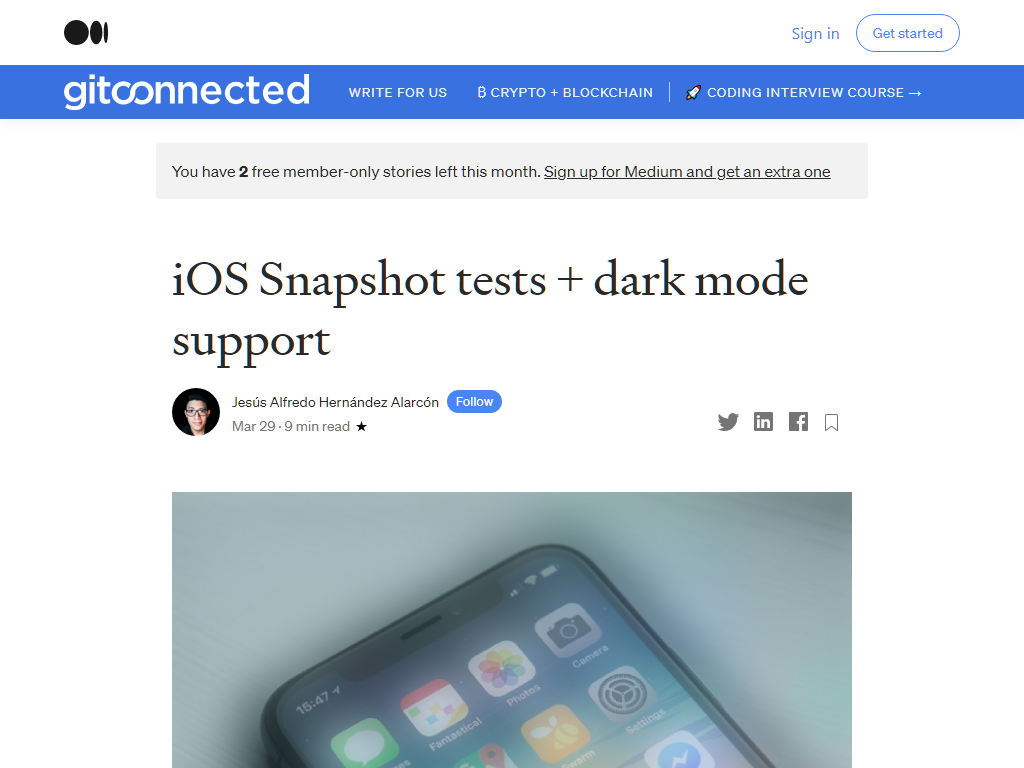 Sign in
Get started
gitconnected
WRITE FOR US
₿ CRYPTO + BLOCKCHAIN
🚀 CODING INTERVIEW COURSE →
You have 2 free member-only stories left this month. Sign up for Medium and get an extra one
iOS Snapshot tests + dark mode
support
Jesús Alfredo Hernández Alarcón
Follow
Mar 29 · 9 min read ★
in
15:47
Camera
Photos
Settings
Fantastical